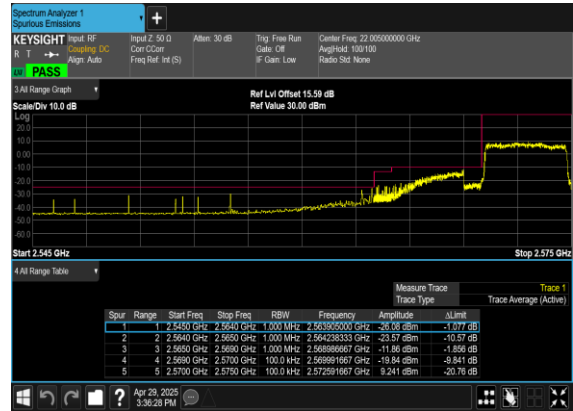 Spectrum Analyzer 1
Spurious Emissions
KEYSIGHT Input: RF Input Z: 50 Ω Atten: 30 dB Trig: Free Run Center Freq: 22.005000000 GHz
R T Coupling: DC Corr CCorr Gate: Off Avg|Hold: 100/100
Align: Auto Freq Ref: Int (S) IF Gain: Low Radio Std: None
LW PASS
3 All Range Graph
Ref Lvl Offset 15.59 dB
Scale/Div 10.0 dB Ref Value 30.00 dBm
Log
20.0
10.0
0.00
-10.0
-20.0
-30.0
-40.0
-50.0
-60.0
Start 2.545 GHz Stop 2.575 GHz
4 All Range Table
Measure Trace Trace 1
Trace Type Trace Average (Active)
Spur Range Start Freq Stop Freq RBW Frequency Amplitude ΔLimit
1 1 2.5450 GHz 2.5640 GHz 1.000 MHz 2.563905000 GHz -26.08 dBm -1.077 dB
2 2 2.5640 GHz 2.5650 GHz 1.000 MHz 2.564238333 GHz -23.57 dBm -10.57 dB
3 3 2.5650 GHz 2.5690 GHz 1.000 MHz 2.568986667 GHz -11.86 dBm -1.856 dB
4 4 2.5690 GHz 2.5700 GHz 100.0 kHz 2.569991667 GHz -19.84 dBm -9.841 dB
5 5 2.5700 GHz 2.5750 GHz 100.0 kHz 2.572591667 GHz 9.241 dBm -20.76 dB
Apr 29, 2025
3:36:28 PM